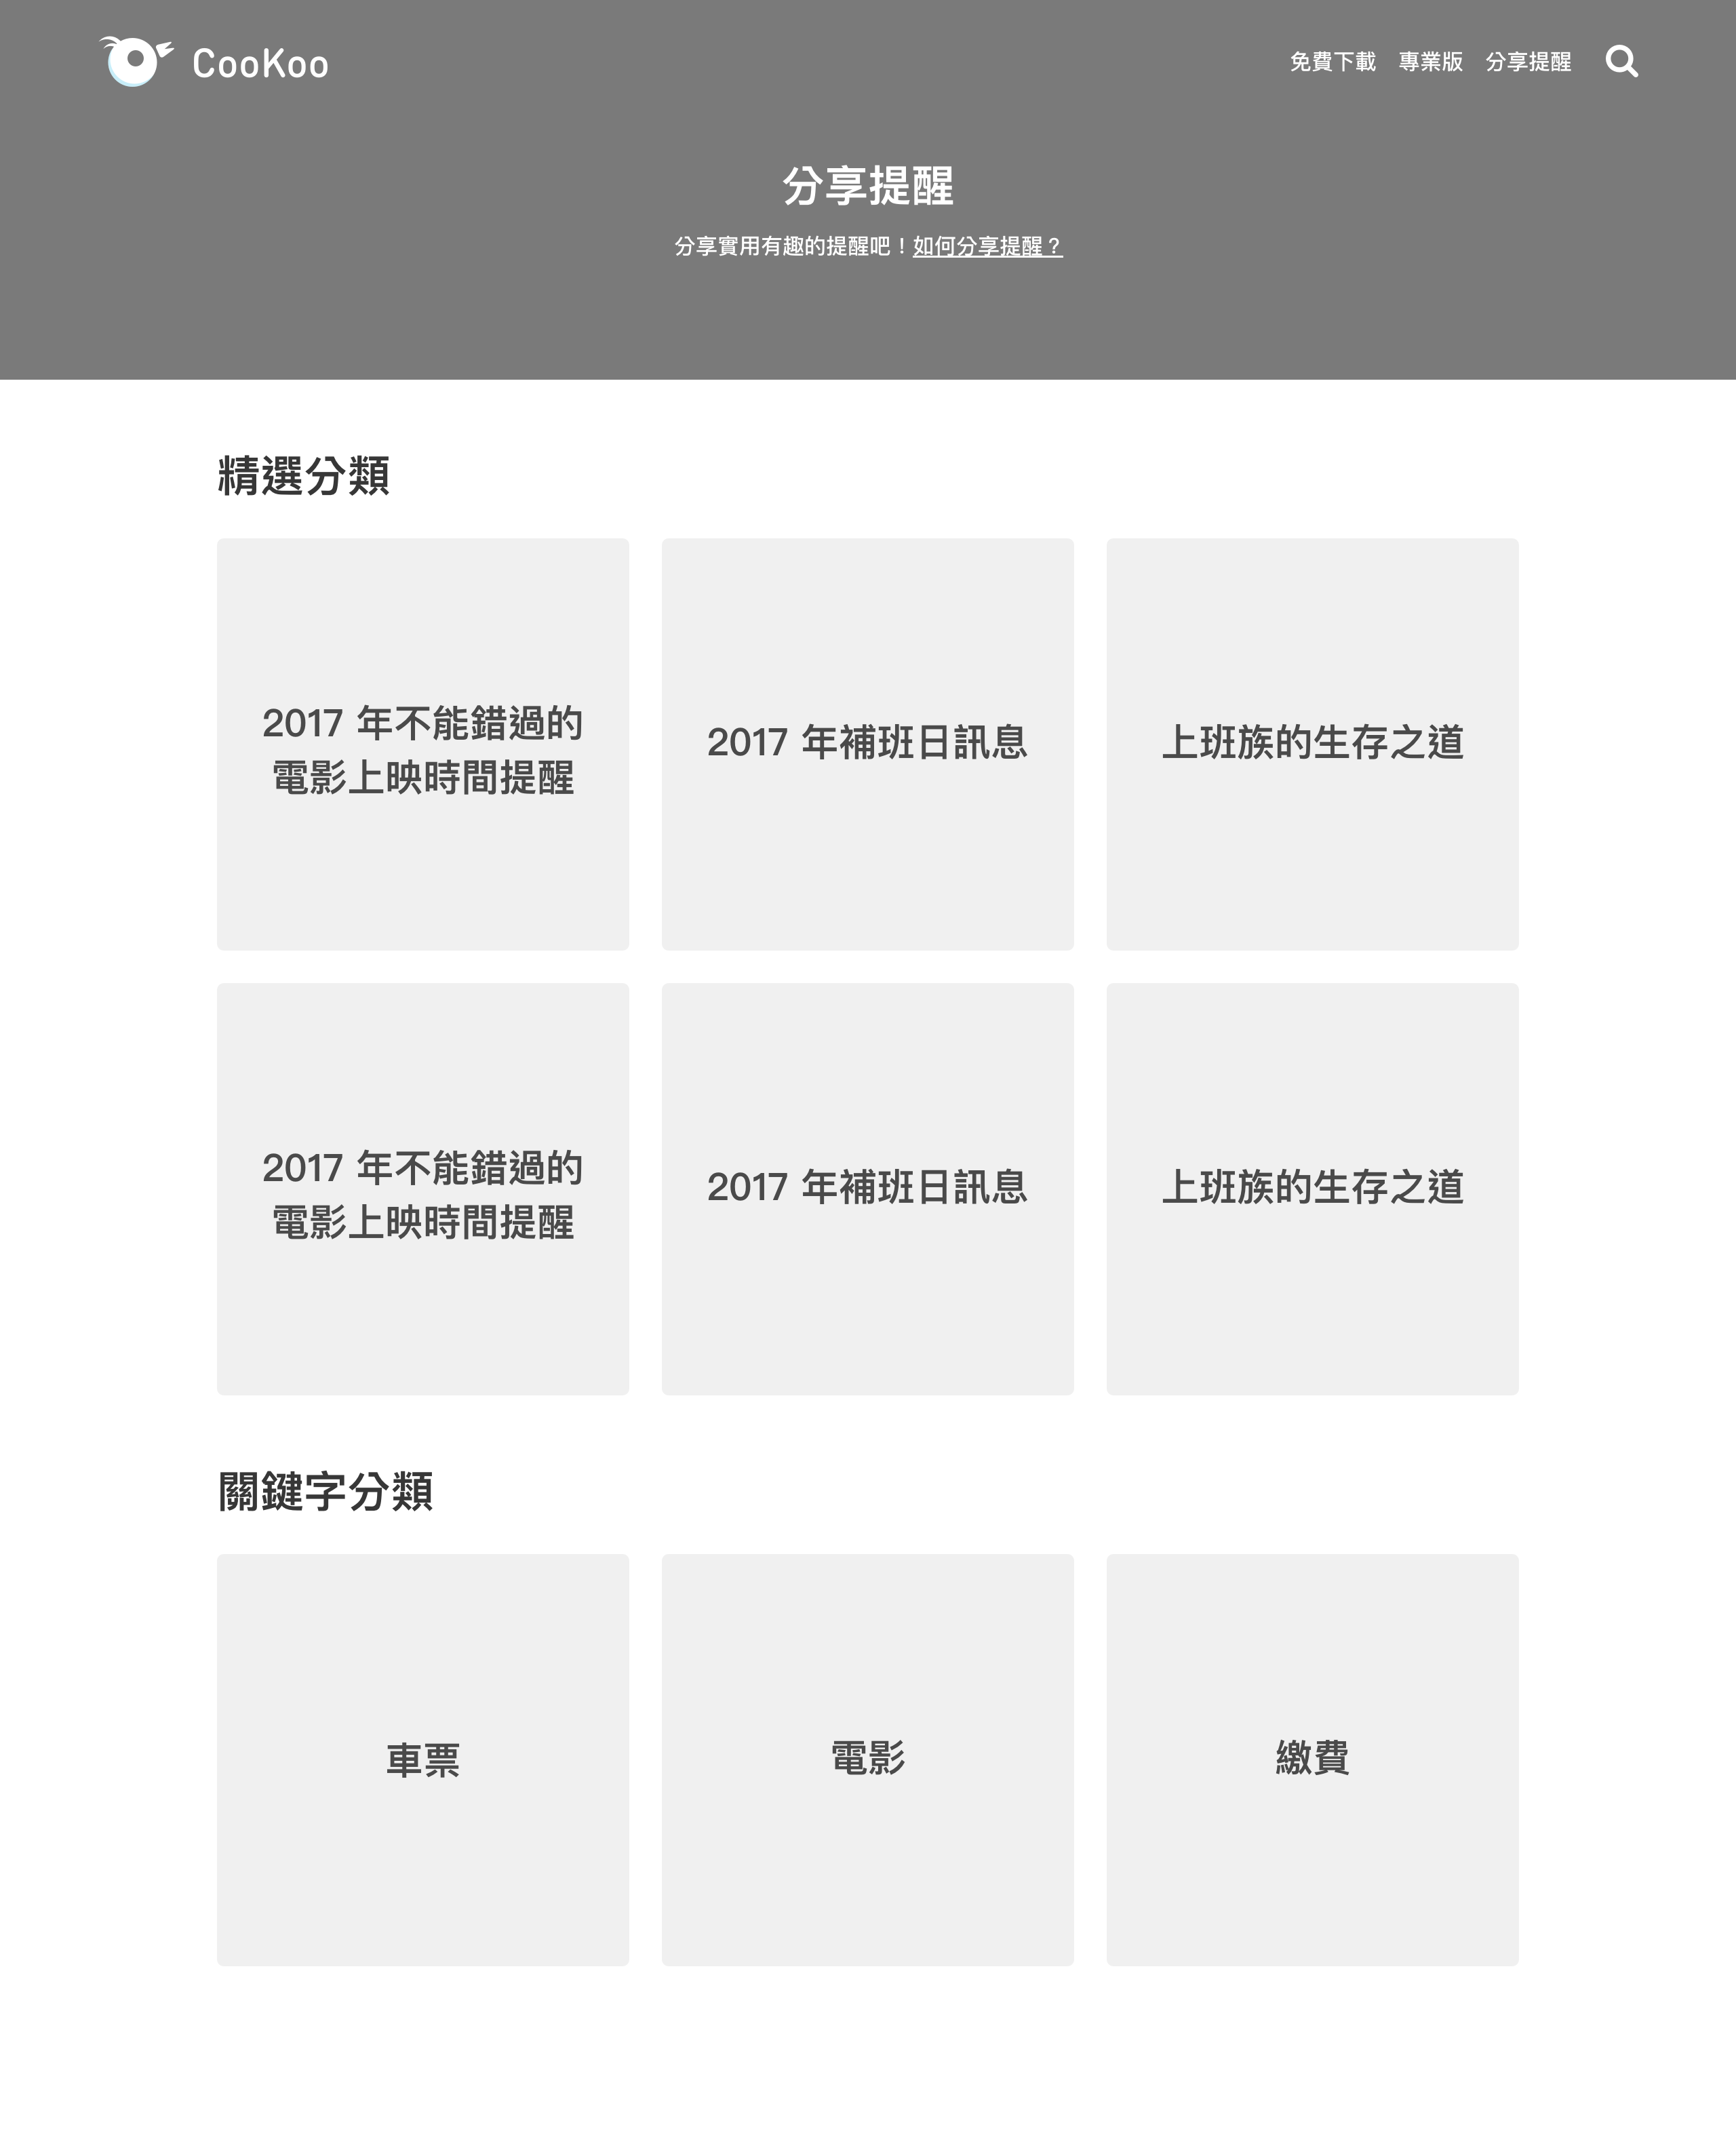 CooKoo
免費下載 專業版 分享提醒
分享提醒
分享實用有趣的提醒吧！如何分享提醒？
精選分類
2017 年不能錯過的
電影上映時間提醒
2017 年補班日訊息
上班族的生存之道
2017 年不能錯過的
電影上映時間提醒
2017 年補班日訊息
上班族的生存之道
關鍵字分類
車票
電影
繳費